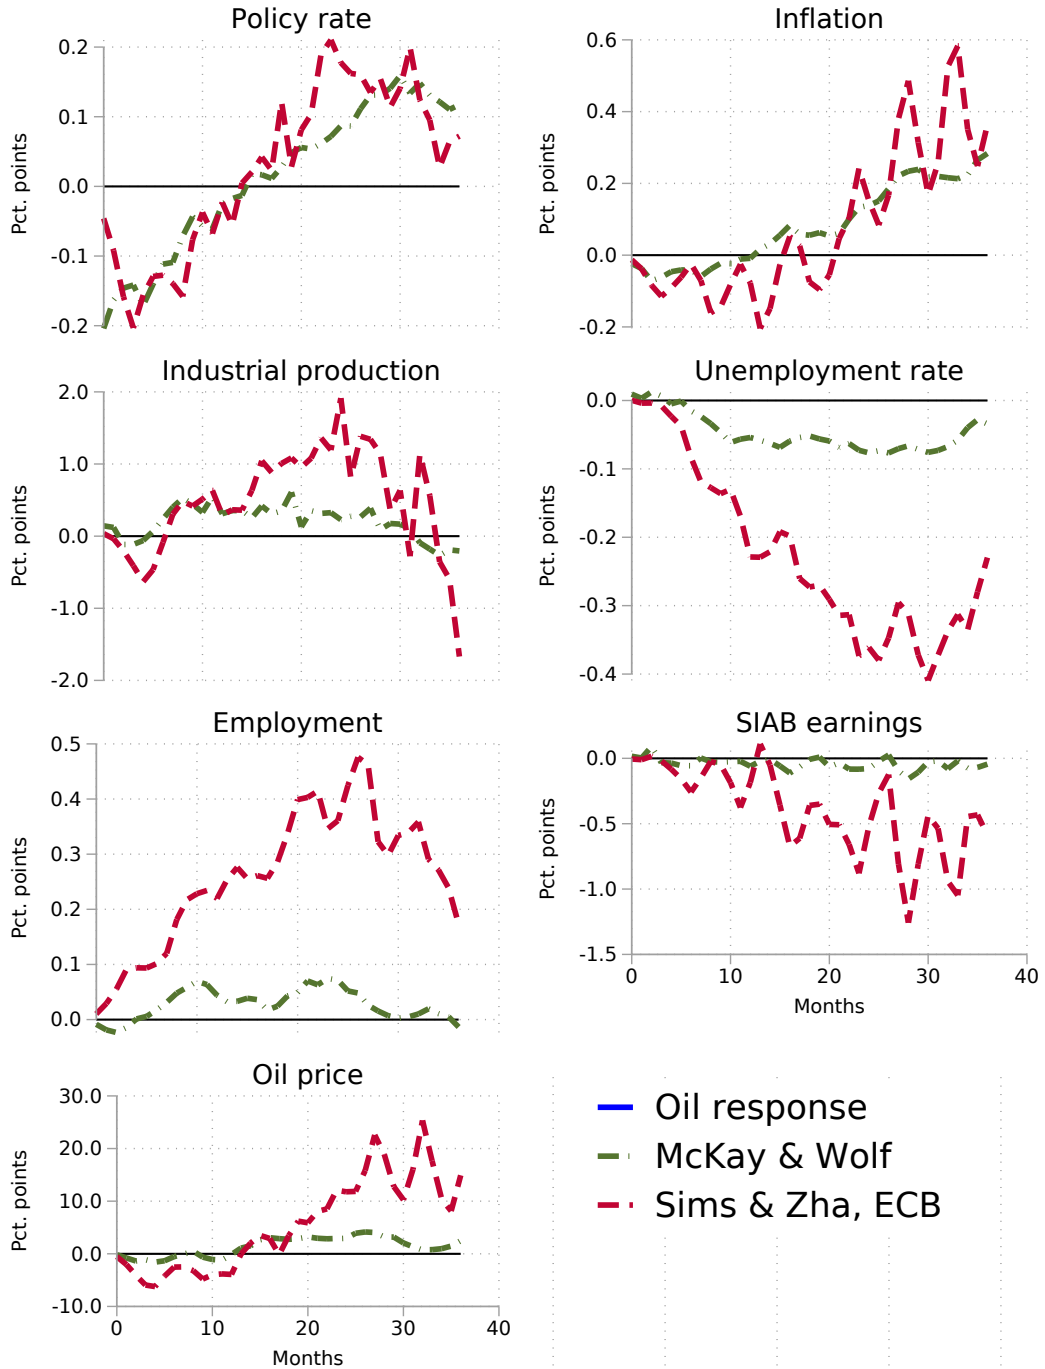 Policy rate
Pct. points
0.2
0.1
0.0
-0.1
-0.2
Inflation
Pct. points
0.6
0.4
0.2
0.0
-0.2
Industrial production
Pct. points
2.0
1.0
0.0
-1.0
-2.0
Unemployment rate
Pct. points
0.0
-0.1
-0.2
-0.3
-0.4
Employment
Pct. points
0.5
0.4
0.3
0.2
0.1
0.0
SIAB earnings
Pct. points
0.0
-0.5
-1.0
-1.5
0 10 20 30 40
Months
Oil price
Pct. points
30.0
20.0
10.0
0.0
-10.0
0 10 20 30 40
Months
Oil response
McKay & Wolf
Sims & Zha, ECB